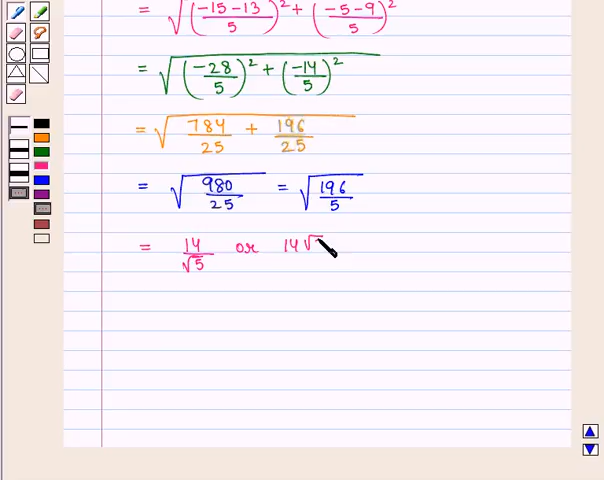 = √((-15-13)/5)² + ((-5-9)/5)²
= √(-28/5)² + (-14/5)²
= √784/25 + 196/25
= √980/25 = √196/5
= 14/√5 or 14√